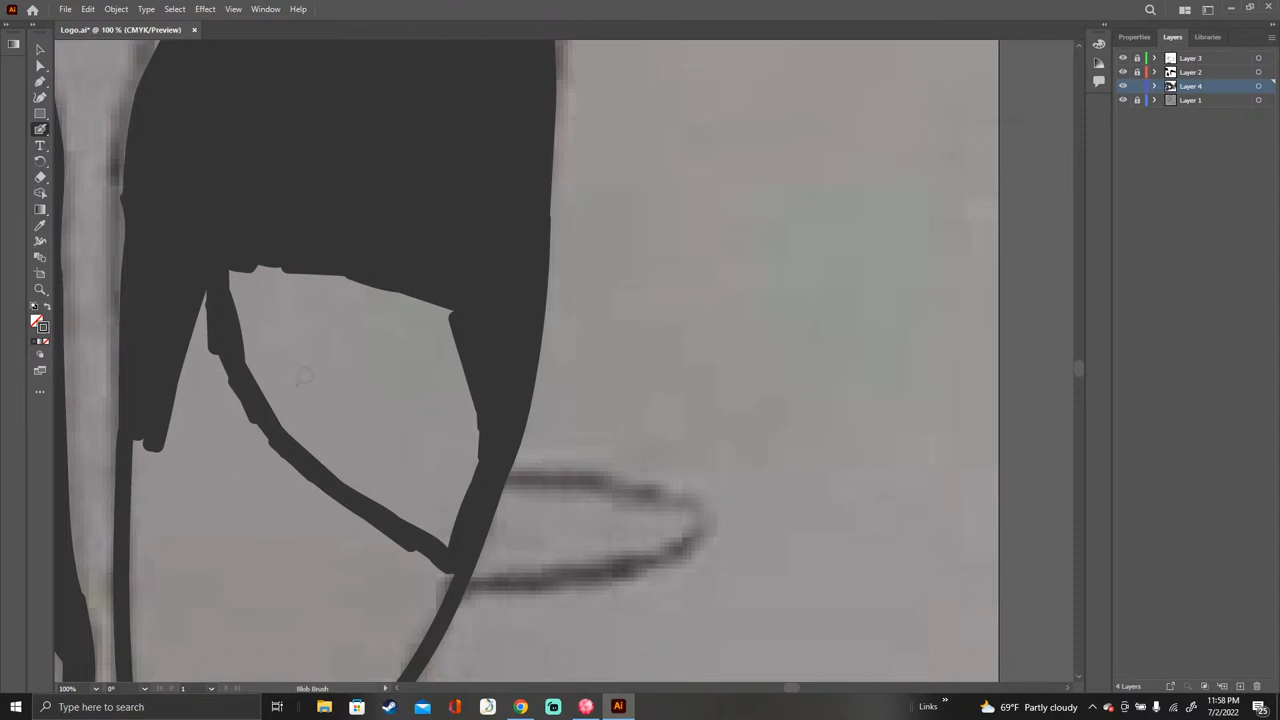 File Edit Object Type Select Effect View Window Help
Logo.ai* @ 100 % (CMYK/Preview)
Properties Layers Libraries
Layer 3
Layer 2
Layer 4
Layer 1
100% 0° 1 Blob Brush
4 Layers
Type here to search
Links
69°F Partly cloudy
11:58 PM
7/2/2022